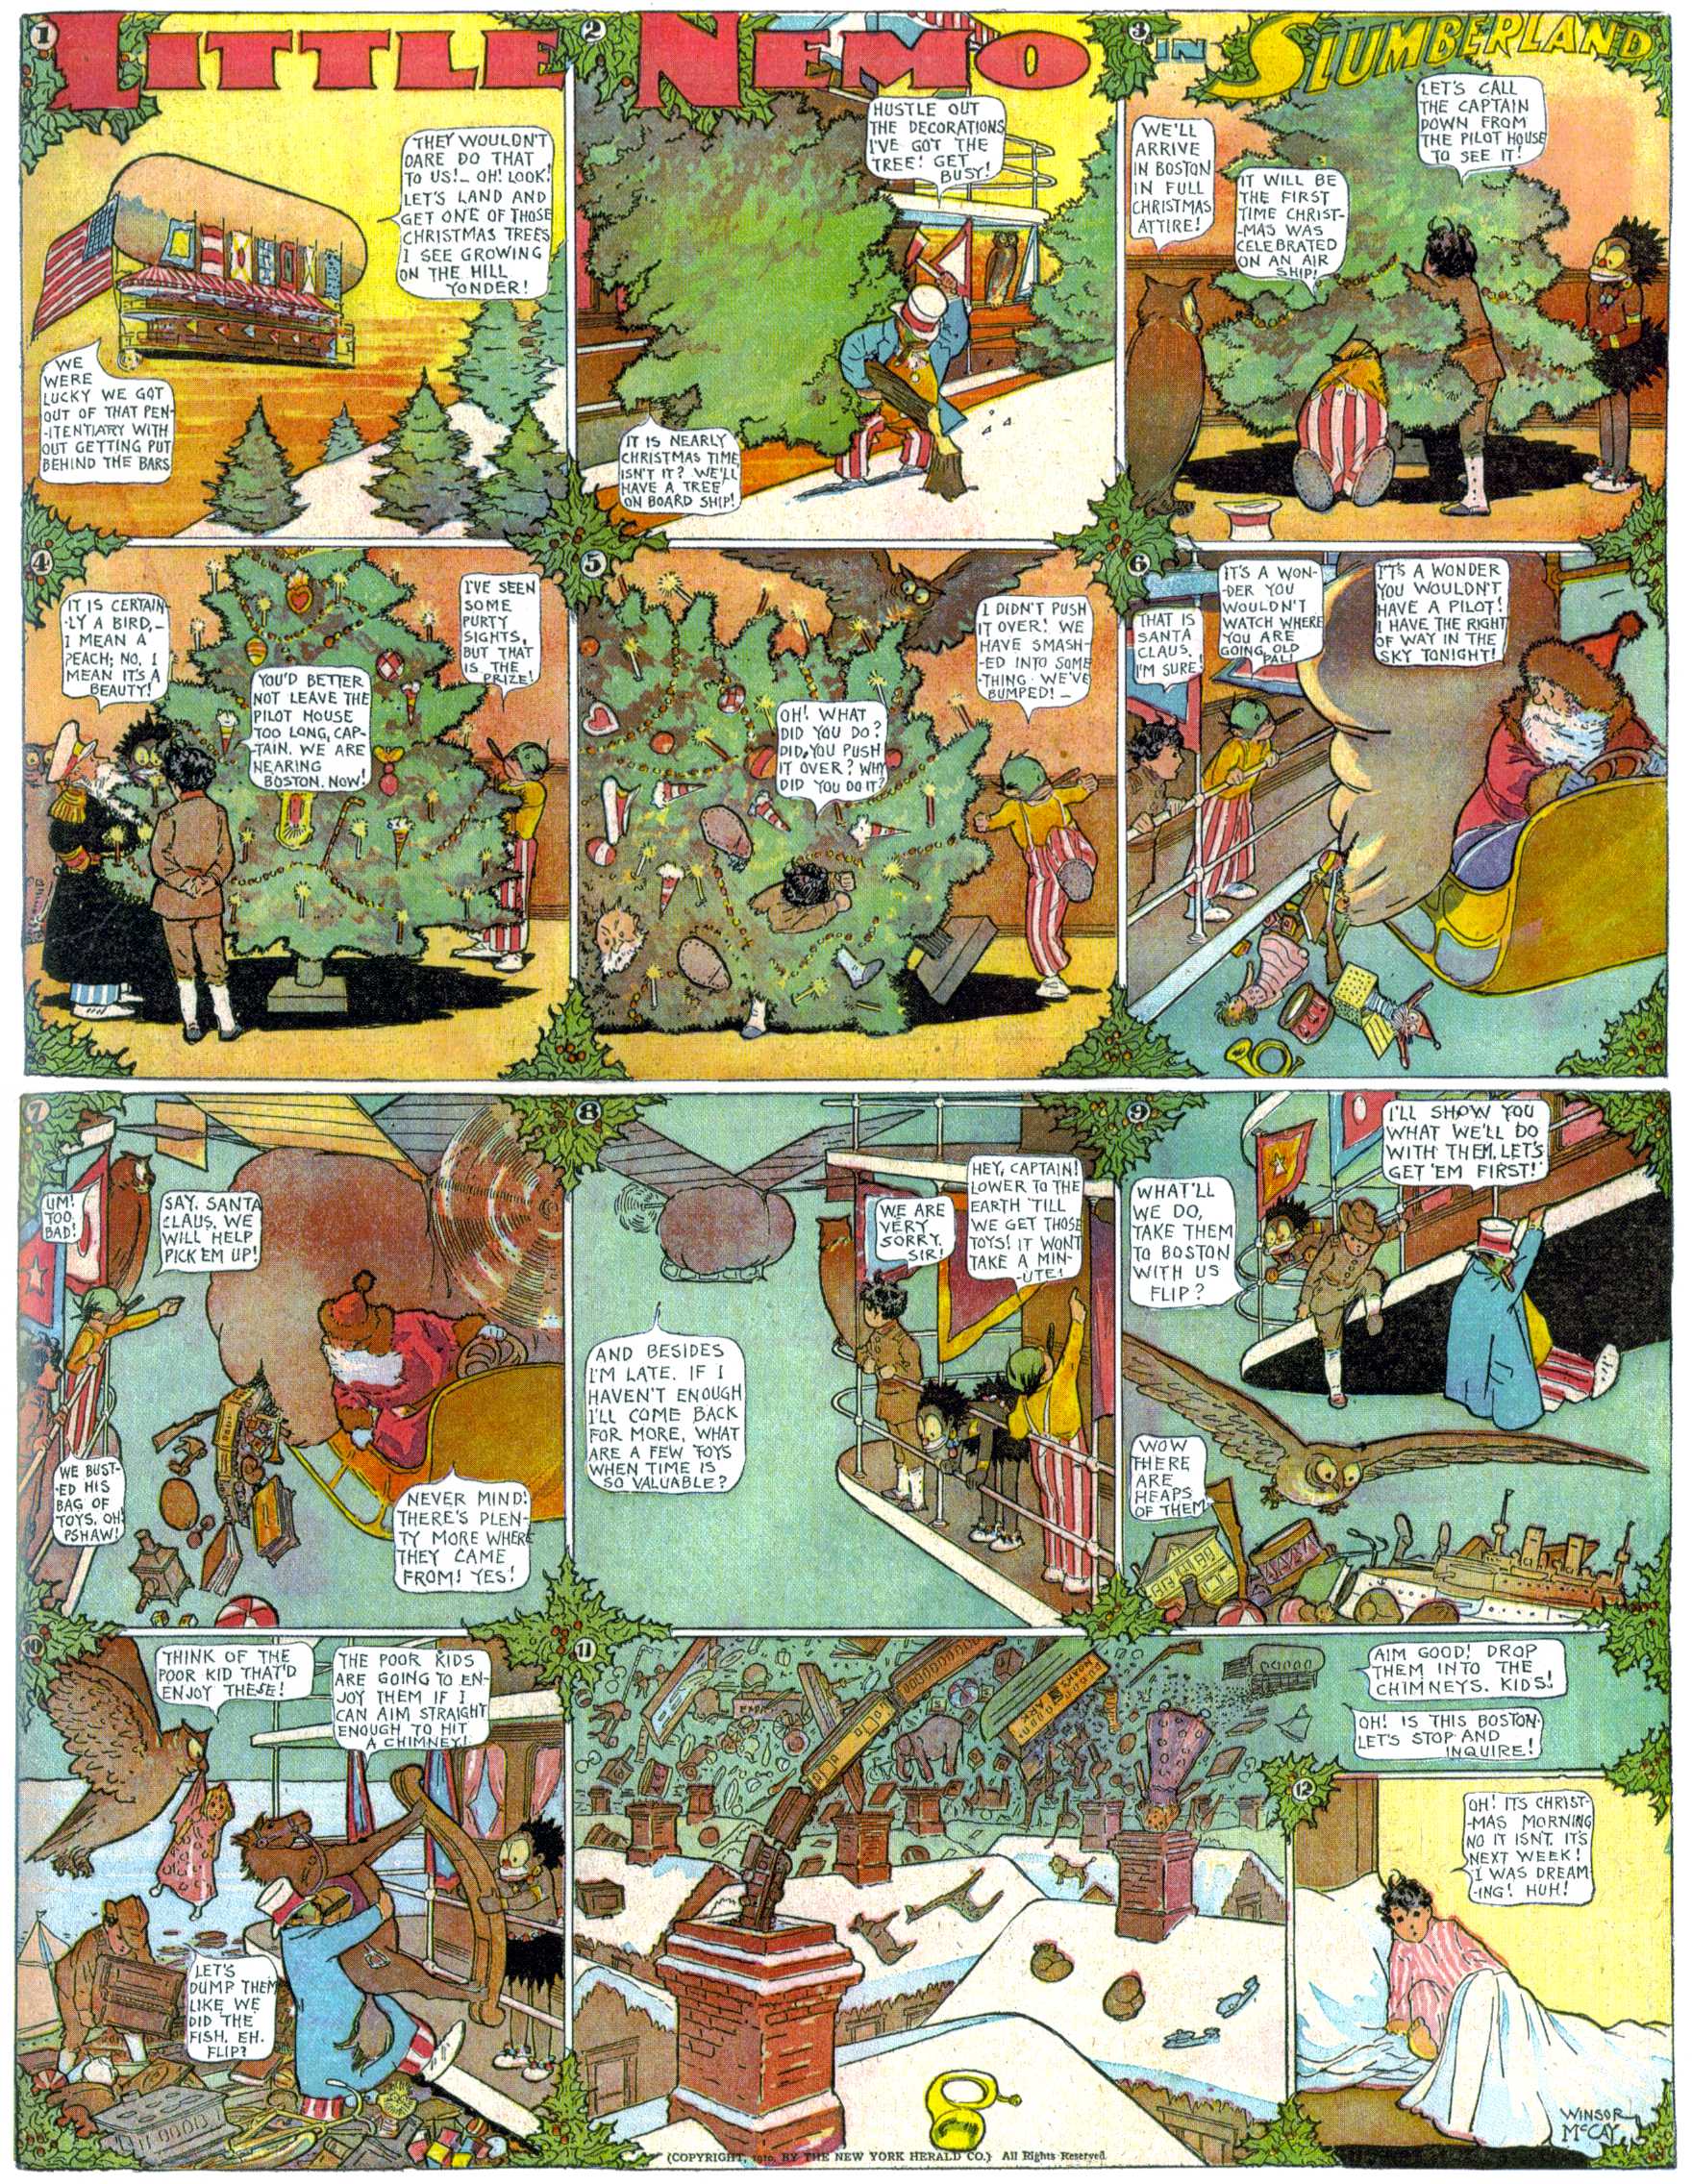 LITTLE NEMO IN SLUMBERLAND
1
THEY WOULDN'T
DARE DO THAT
TO US!_ OH! LOOK!
LET'S LAND AND
GET ONE OF THOSE
CHRISTMAS TREES
I SEE GROWING
ON THE HILL
YONDER!
WE
WERE
LUCKY WE GOT
OUT OF THAT PEN-
-ITENTIARY WITH
OUT GETTING PUT
BEHIND THE BARS
2
HUSTLE OUT
THE DECORATIONS
I'VE GOT THE
TREE! GET
BUSY!
IT IS NEARLY
CHRISTMAS TIME
ISN'T IT? WE'LL
HAVE A TREE
ON BOARD SHIP!
3
WE'LL
ARRIVE
IN BOSTON
IN FULL
CHRISTMAS
ATTIRE!
IT WILL BE
THE FIRST
TIME CHRIST-
-MAS WAS
CELEBRATED
ON AN AIR
SHIP!
LET'S CALL
THE CAPTAIN
DOWN FROM
THE PILOT HOUSE
TO SEE IT!
4
IT IS CERTAIN-
-LY A BIRD,-
I MEAN A
PEACH; NO, I
MEAN IT'S A
BEAUTY!
YOU'D BETTER
NOT LEAVE THE
PILOT HOUSE
TOO LONG, CAP-
-TAIN. WE ARE
NEARING
BOSTON. NOW!
I'VE SEEN
SOME
PURTY
SIGHTS,
BUT THAT
IS THE
PRIZE!
5
OH! WHAT
DID YOU DO?
DID YOU PUSH
IT OVER? WHY
DID YOU DO IT?
I DIDN'T PUSH
IT OVER! WE
HAVE SMASH-
-ED INTO SOME
-THING. WE'VE
BUMPED! -
6
THAT IS
SANTA
CLAUS,
I'M SURE!
IT'S A WON-
-DER YOU
WOULDN'T
WATCH WHERE
YOU ARE
GOING, OLD
PAL!
IT'S A WONDER
YOU WOULDN'T
HAVE A PILOT!
I HAVE THE RIGHT
OF WAY IN THE
SKY TONIGHT!
7
UM!
TOO
BAD!
SAY, SANTA
CLAUS, WE
WILL HELP
PICK EM UP!
WE BUST-
-ED HIS
BAG OF
TOYS, OH!
PSHAW!
NEVER MIND!
THERE'S PLEN-
TY MORE WHERE
THEY CAME
FROM! YES!
8
AND BESIDES
I'M LATE. IF I
HAVEN'T ENOUGH
I'LL COME BACK
FOR MORE, WHAT
ARE A FEW TOYS
WHEN TIME IS
SO VALUABLE?
WE ARE
VERY
SORRY,
SIR!
HEY, CAPTAIN!
LOWER TO THE
EARTH 'TILL
WE GET THOSE
TOYS! IT WON'T
TAKE A MIN-
-UTE!
9
WHAT'LL
WE DO,
TAKE THEM
TO BOSTON
WITH US
FLIP?
I'LL SHOW YOU
WHAT WE'LL DO
WITH THEM. LET'S
GET 'EM FIRST!
WOW
THERE
ARE
HEAPS
OF THEM
10
THINK OF THE
POOR KID THAT'D
ENJOY THESE!
THE POOR KIDS
ARE GOING TO EN-
JOY THEM IF I
CAN AIM STRAIGHT
ENOUGH TO HIT
A CHIMNEY!
LET'S
DUMP THEM
LIKE WE
DID THE
FISH, EH.
FLIP?
11
AIM GOOD! DROP
THEM INTO THE
CHIMNEYS. KIDS!
OH! IS THIS BOSTON.
LET'S STOP AND
INQUIRE!
NOAHS ARK
12
OH! ITS CHRIST-
-MAS MORNING
NO IT ISN'T. IT'S
NEXT WEEK!
I WAS DREAM
-ING! HUH!
WINSOR
McCAY
(COPYRIGHT, 1910, BY THE NEW YORK HERALD CO.) All Rights Reserved.